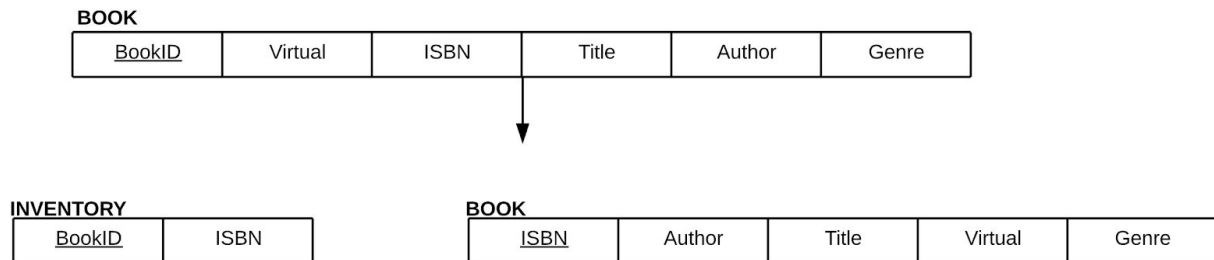 BOOK
BookID Virtual ISBN Title Author Genre
INVENTORY BOOK
BookID ISBN ISBN Author Title Virtual Genre